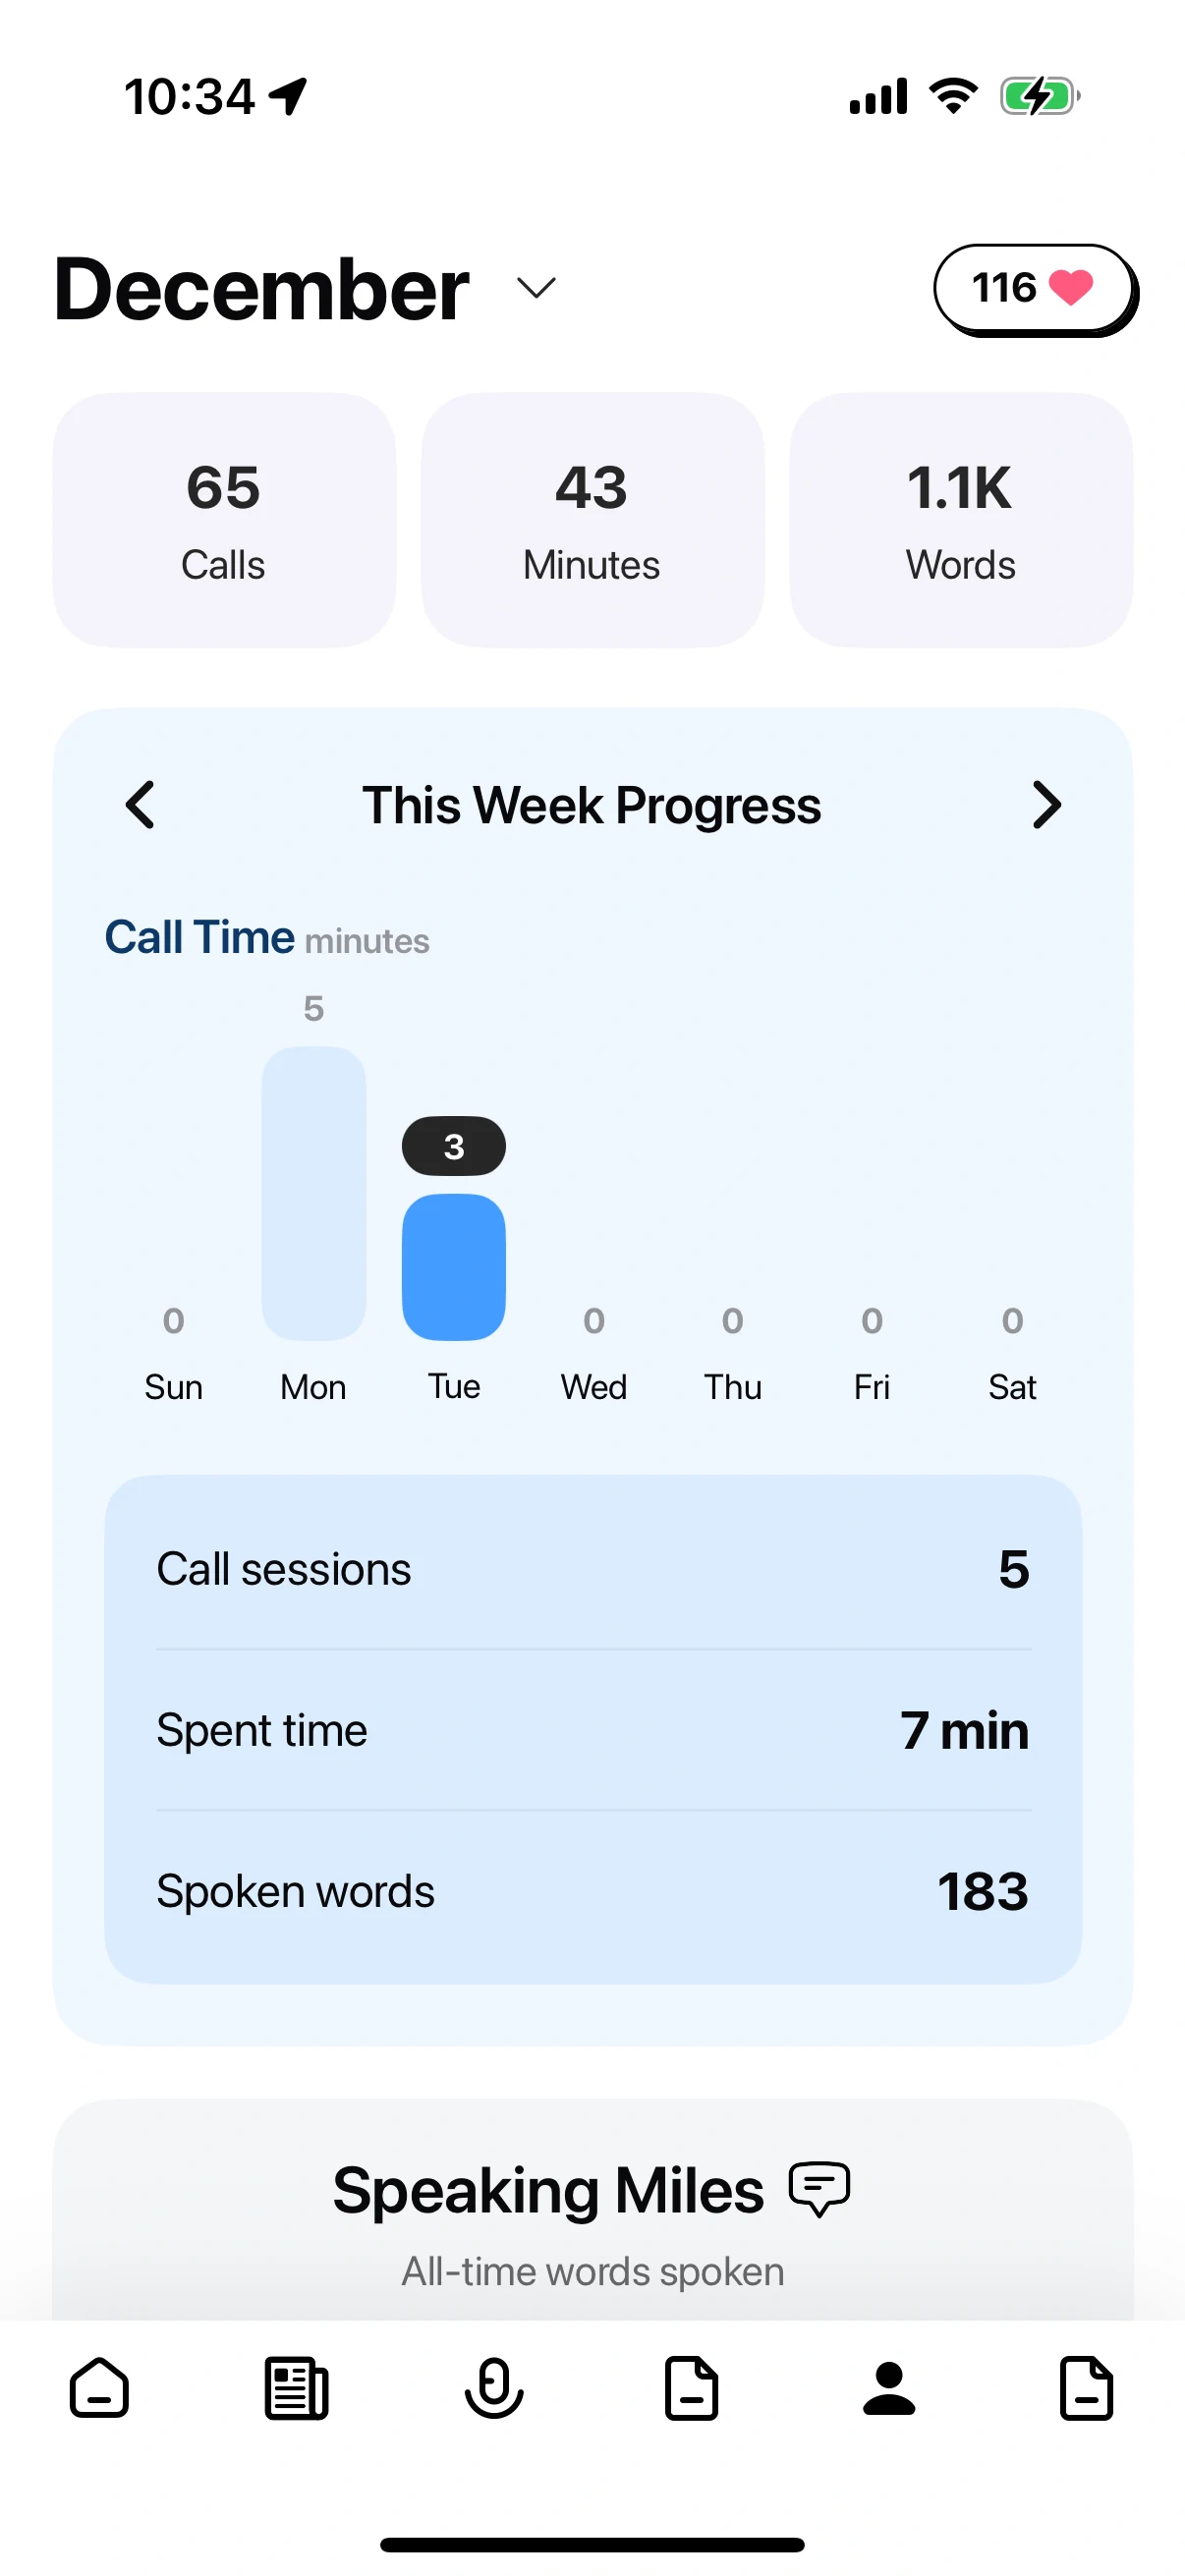 10:34
December
116
65
Calls
43
Minutes
1.1K
Words
This Week Progress
Call Time minutes
5
3
0
0
0
0
0
Sun
Mon
Tue
Wed
Thu
Fri
Sat
Call sessions
5
Spent time
7 min
Spoken words
183
Speaking Miles
All-time words spoken